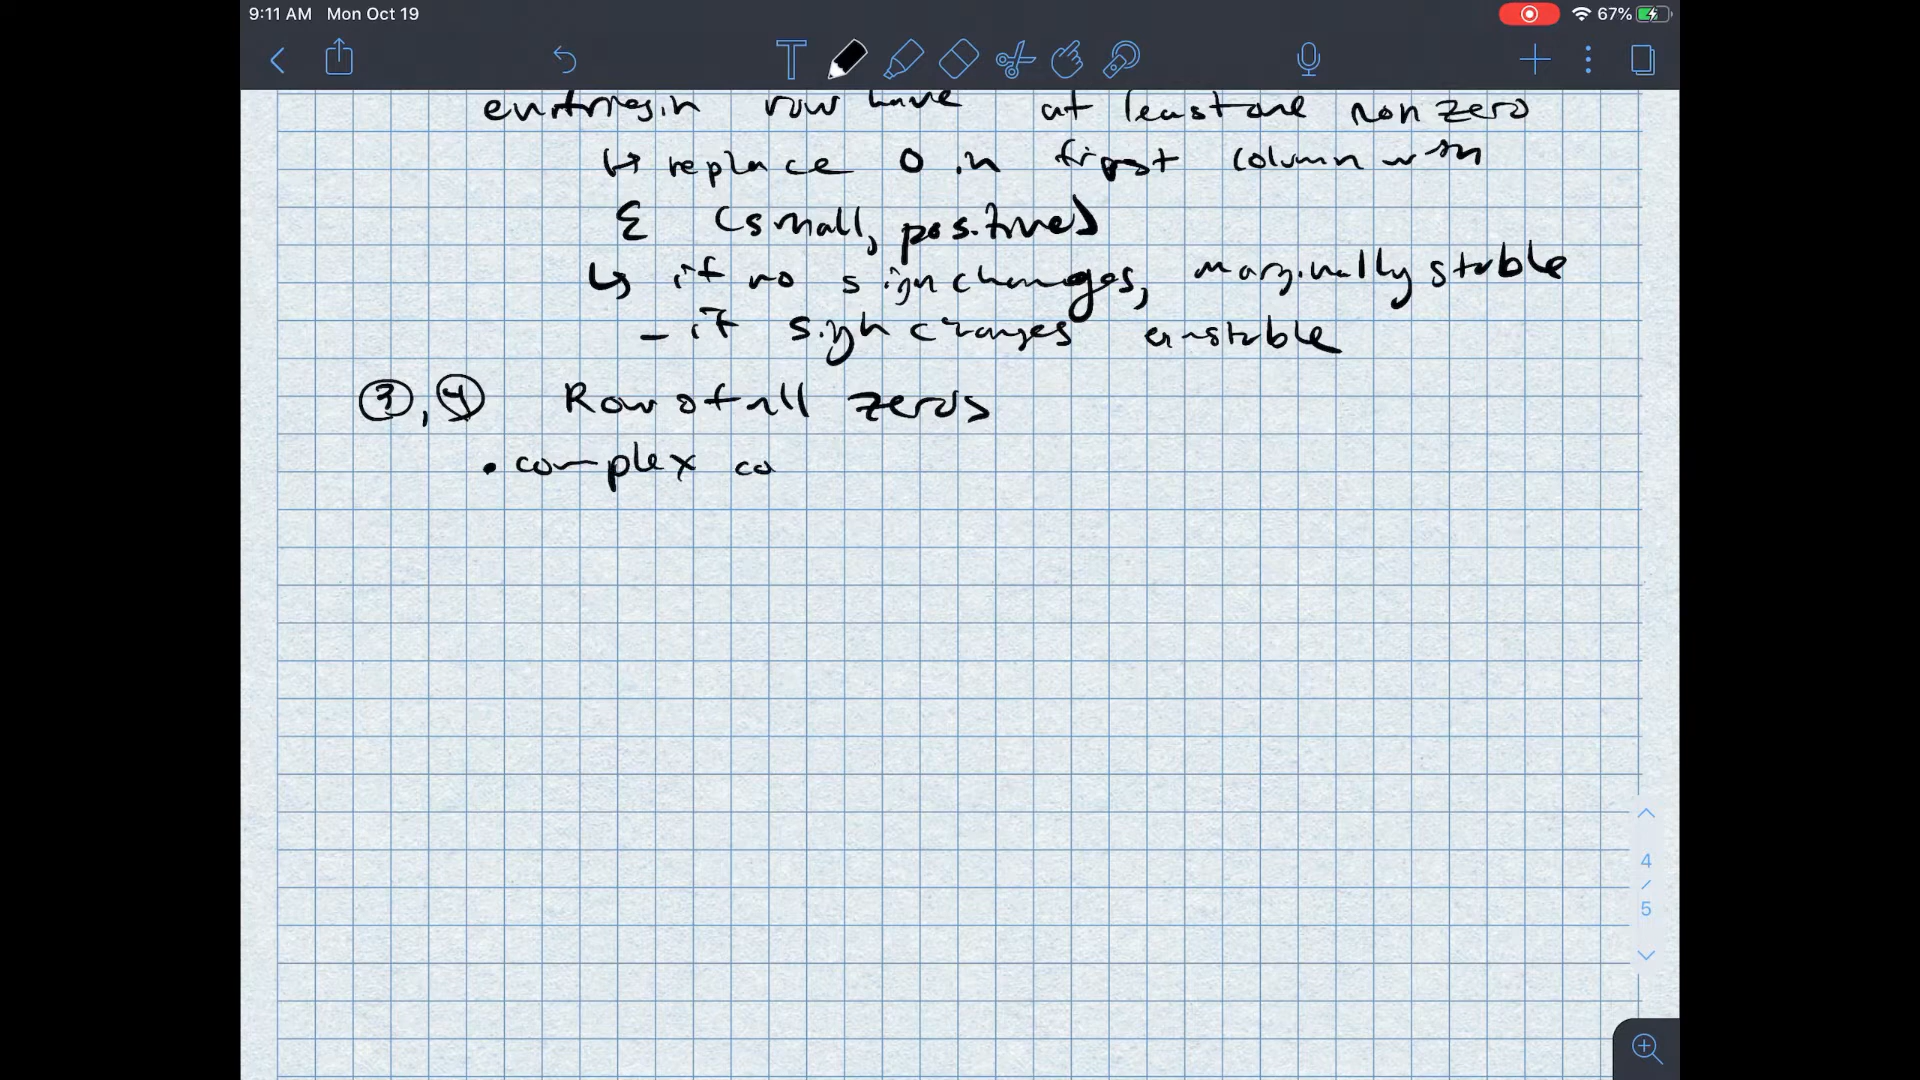 9:11 AM Mon Oct 19 67%
T
entries in row have at least one non zero
↳ replace 0 in first column with
ε (small, positive)
↳ if no sign changes, marginally stable
- if sign changes unstable
③, ④ Row of all zeros
• complex co
4
/
5